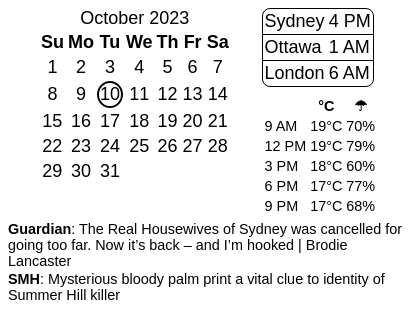 October 2023
Su Mo Tu We Th Fr Sa
1 2 3 4 5 6 7
8 9 10 11 12 13 14
15 16 17 18 19 20 21
22 23 24 25 26 27 28
29 30 31
Sydney 4 PM
Ottawa 1 AM
London 6 AM
°C ☂
9 AM 19°C 70%
12 PM 19°C 79%
3 PM 18°C 60%
6 PM 17°C 77%
9 PM 17°C 68%
Guardian: The Real Housewives of Sydney was cancelled for
going too far. Now it’s back – and I’m hooked | Brodie
Lancaster
SMH: Mysterious bloody palm print a vital clue to identity of
Summer Hill killer